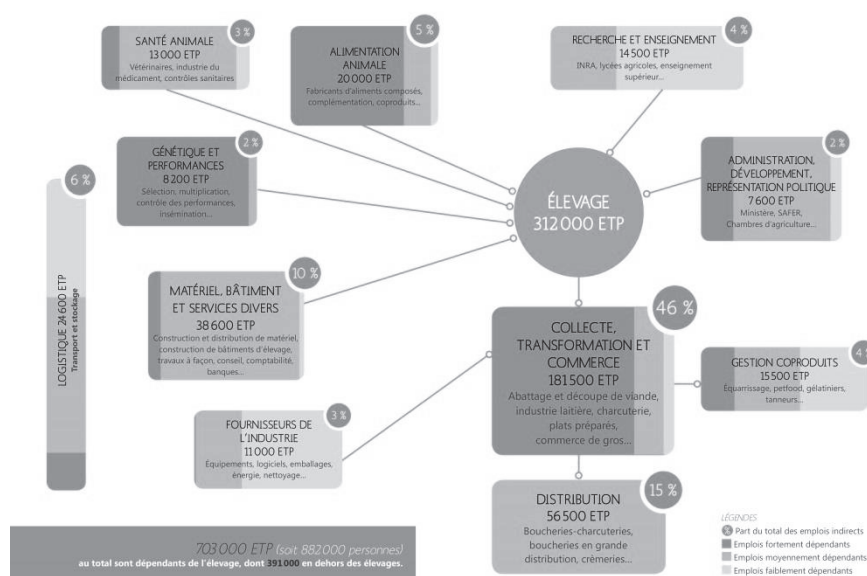 SANTÉ ANIMALE
13 000 ETP
Vétérinaires, industrie du
médicament, contrôles sanitaires
3 %
ALIMENTATION
ANIMALE
20 000 ETP
Fabricants d'aliments composés,
complémentation, coproduits...
5 %
RECHERCHE ET ENSEIGNEMENT
14 500 ETP
INRA, lycées agricoles, enseignement
supérieur...
4 %
GÉNÉTIQUE ET
PERFORMANCES
8 200 ETP
Sélection, multiplication,
contrôle des performances,
insémination...
2 %
ÉLEVAGE
312 000 ETP
ADMINISTRATION,
DÉVELOPPEMENT,
REPRÉSENTATION POLITIQUE
7 600 ETP
Ministère, SAFER,
Chambres d'agriculture...
2 %
6 %
LOGISTIQUE 24 600 ETP
Transport et stockage
MATÉRIEL, BÂTIMENT
ET SERVICES DIVERS
38 600 ETP
Construction et distribution de matériel,
construction de bâtiments d'élevage,
travaux à façon, conseil, comptabilité,
banques...
10 %
COLLECTE,
TRANSFORMATION ET
COMMERCE
181 500 ETP
Abattage et découpe de viande,
industrie laitière, charcuterie,
plats préparés,
commerce de gros...
46 %
GESTION COPRODUITS
15 500 ETP
Équarrissage, petfood, gélatiniers,
tanneurs...
4 %
FOURNISSEURS DE
L'INDUSTRIE
11 000 ETP
Équipements, logiciels, emballages,
énergie, nettoyage...
3 %
DISTRIBUTION
56 500 ETP
Boucheries-charcuteries,
boucheries en grande
distribution, crèmeries...
15 %
703 000 ETP (soit 882 000 personnes)
au total sont dépendants de l'élevage, dont 391 000 en dehors des élevages.
LÉGENDES
% Part du total des emplois indirects
Emplois fortement dépendants
Emplois moyennement dépendants
Emplois faiblement dépendants